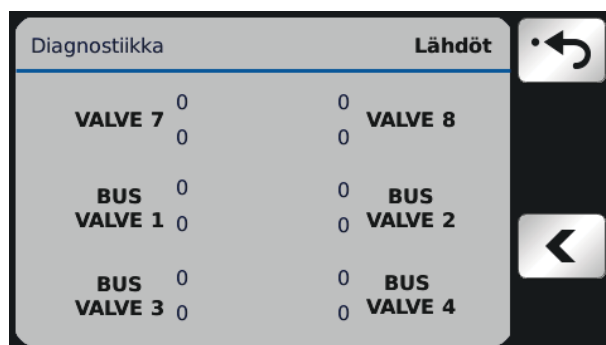 Diagnostiikka Lähdöt
VALVE 7 0 0 VALVE 8
0 0
BUS VALVE 1 0 0 BUS VALVE 2
0 0
BUS VALVE 3 0 0 BUS VALVE 4
0 0